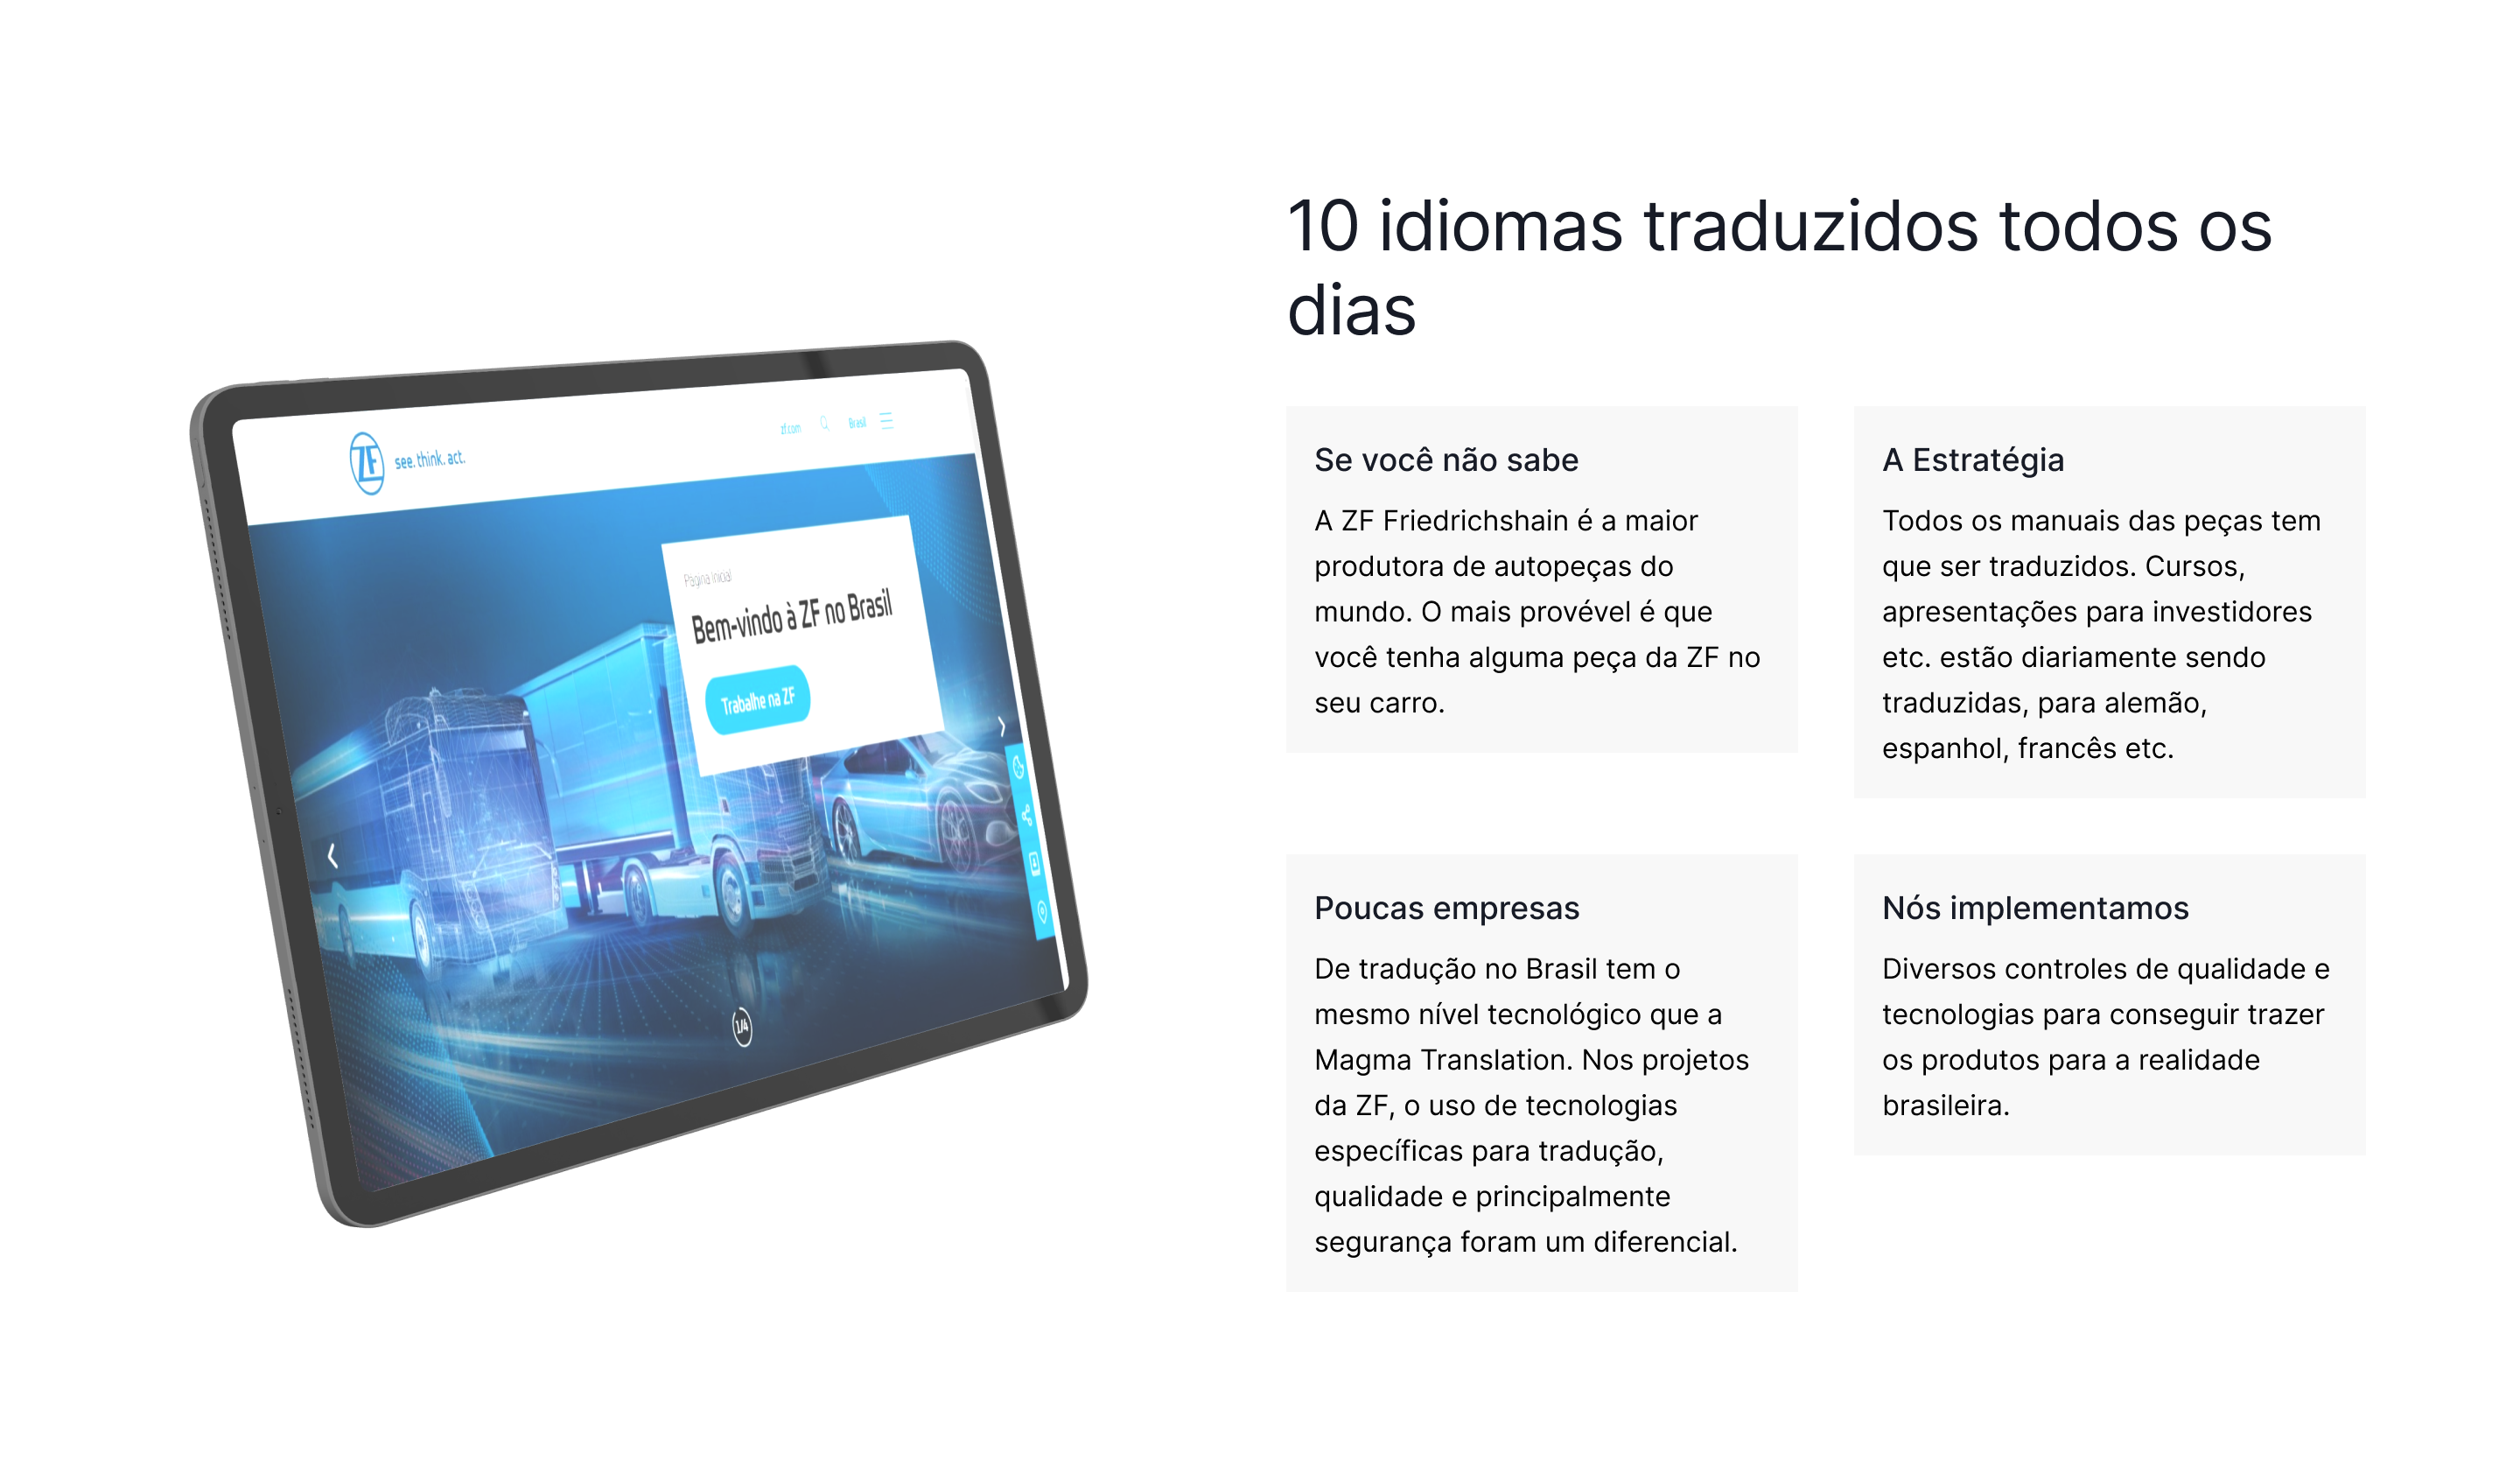 10 idiomas traduzidos todos os
dias
ZF
see. think. act.
zf.com
Brasil
Página inicial
Bem-vindo à ZF no Brasil
Trabalhe na ZF
1/4
Se você não sabe
A ZF Friedrichshain é a maior
produtora de autopeças do
mundo. O mais provével é que
você tenha alguma peça da ZF no
seu carro.
A Estratégia
Todos os manuais das peças tem
que ser traduzidos. Cursos,
apresentações para investidores
etc. estão diariamente sendo
traduzidas, para alemão,
espanhol, francês etc.
Poucas empresas
De tradução no Brasil tem o
mesmo nível tecnológico que a
Magma Translation. Nos projetos
da ZF, o uso de tecnologias
específicas para tradução,
qualidade e principalmente
segurança foram um diferencial.
Nós implementamos
Diversos controles de qualidade e
tecnologias para conseguir trazer
os produtos para a realidade
brasileira.